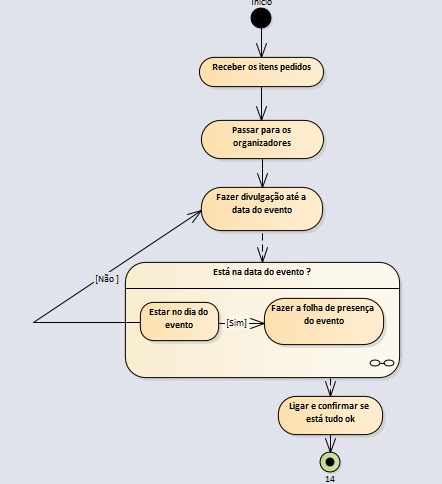 Início
Receber os itens pedidos
Passar para os
organizadores
Fazer divulgação até a
data do evento
[Não ]
Está na data do evento ?
Estar no dia do
evento
[Sim]
Fazer a folha de presença
do evento
Ligar e confirmar se
está tudo ok
14